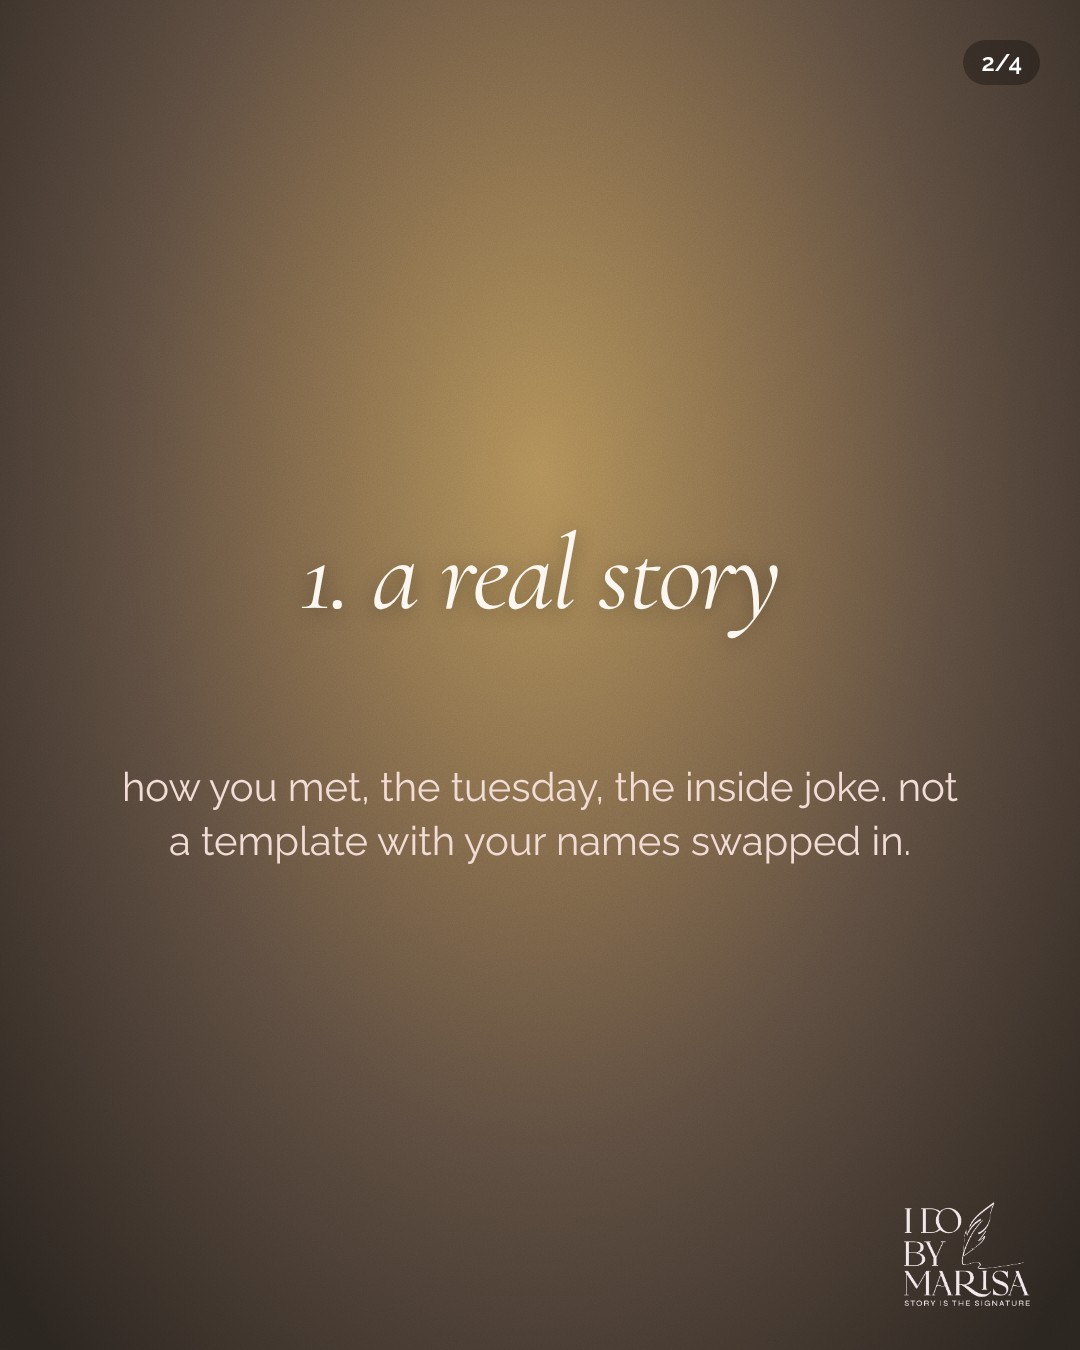 2/4
1. a real story
how you met, the tuesday, the inside joke. not
a template with your names swapped in.
I DO
BY
MARISA
STORY IS THE SIGNATURE